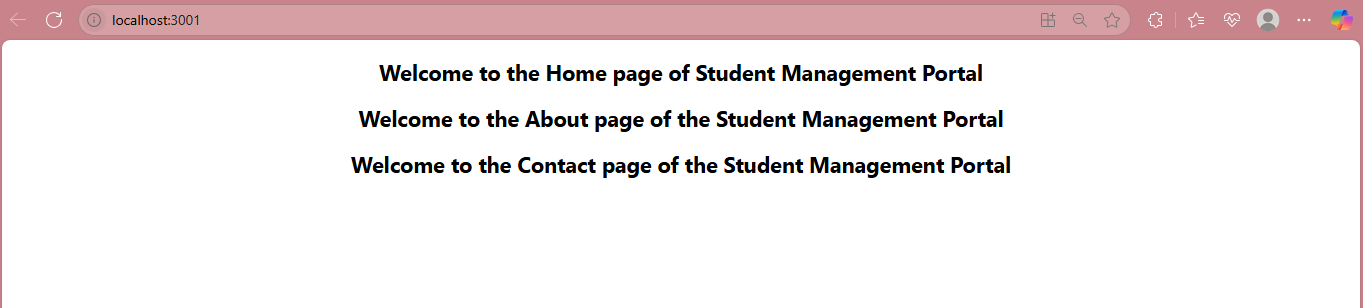 localhost:3001
Welcome to the Home page of Student Management Portal
Welcome to the About page of the Student Management Portal
Welcome to the Contact page of the Student Management Portal